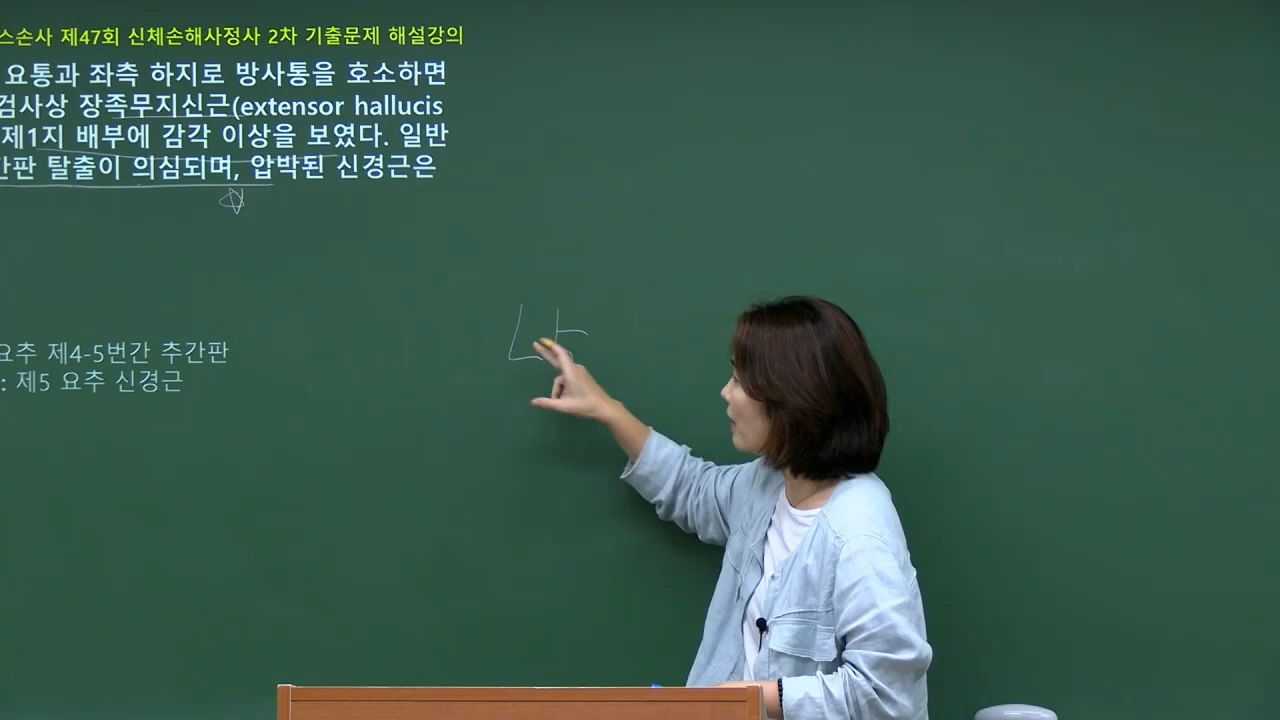 스손사 제47회 신체손해사정사 2차 기출문제 해설강의
요통과 좌측 하지로 방사통을 호소하면
검사상 장족무지신근(extensor hallucis
제1지 배부에 감각 이상을 보였다. 일반
간판 탈출이 의심되며, 압박된 신경근은
요추 제4-5번간 추간판
: 제5 요추 신경근